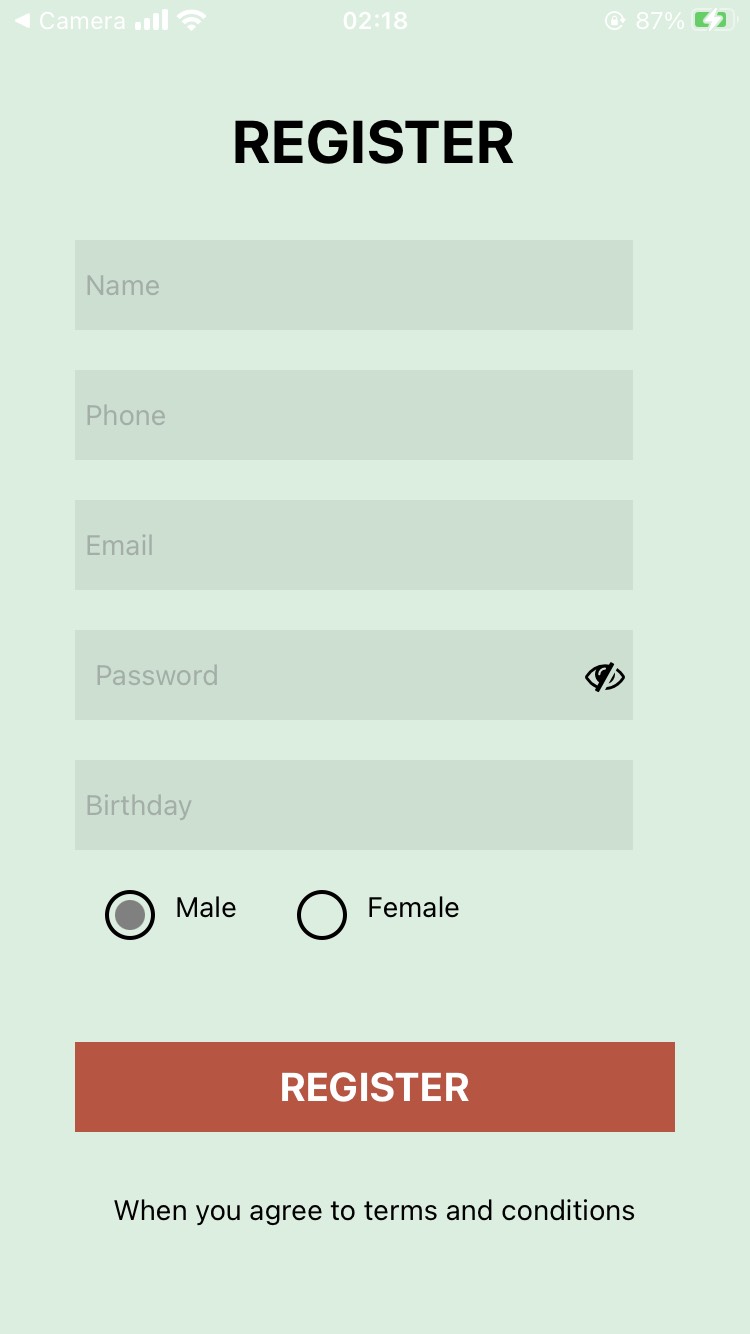 ◀ Camera 02:18 87%
REGISTER
Name
Phone
Email
Password
Birthday
Male Female
REGISTER
When you agree to terms and conditions